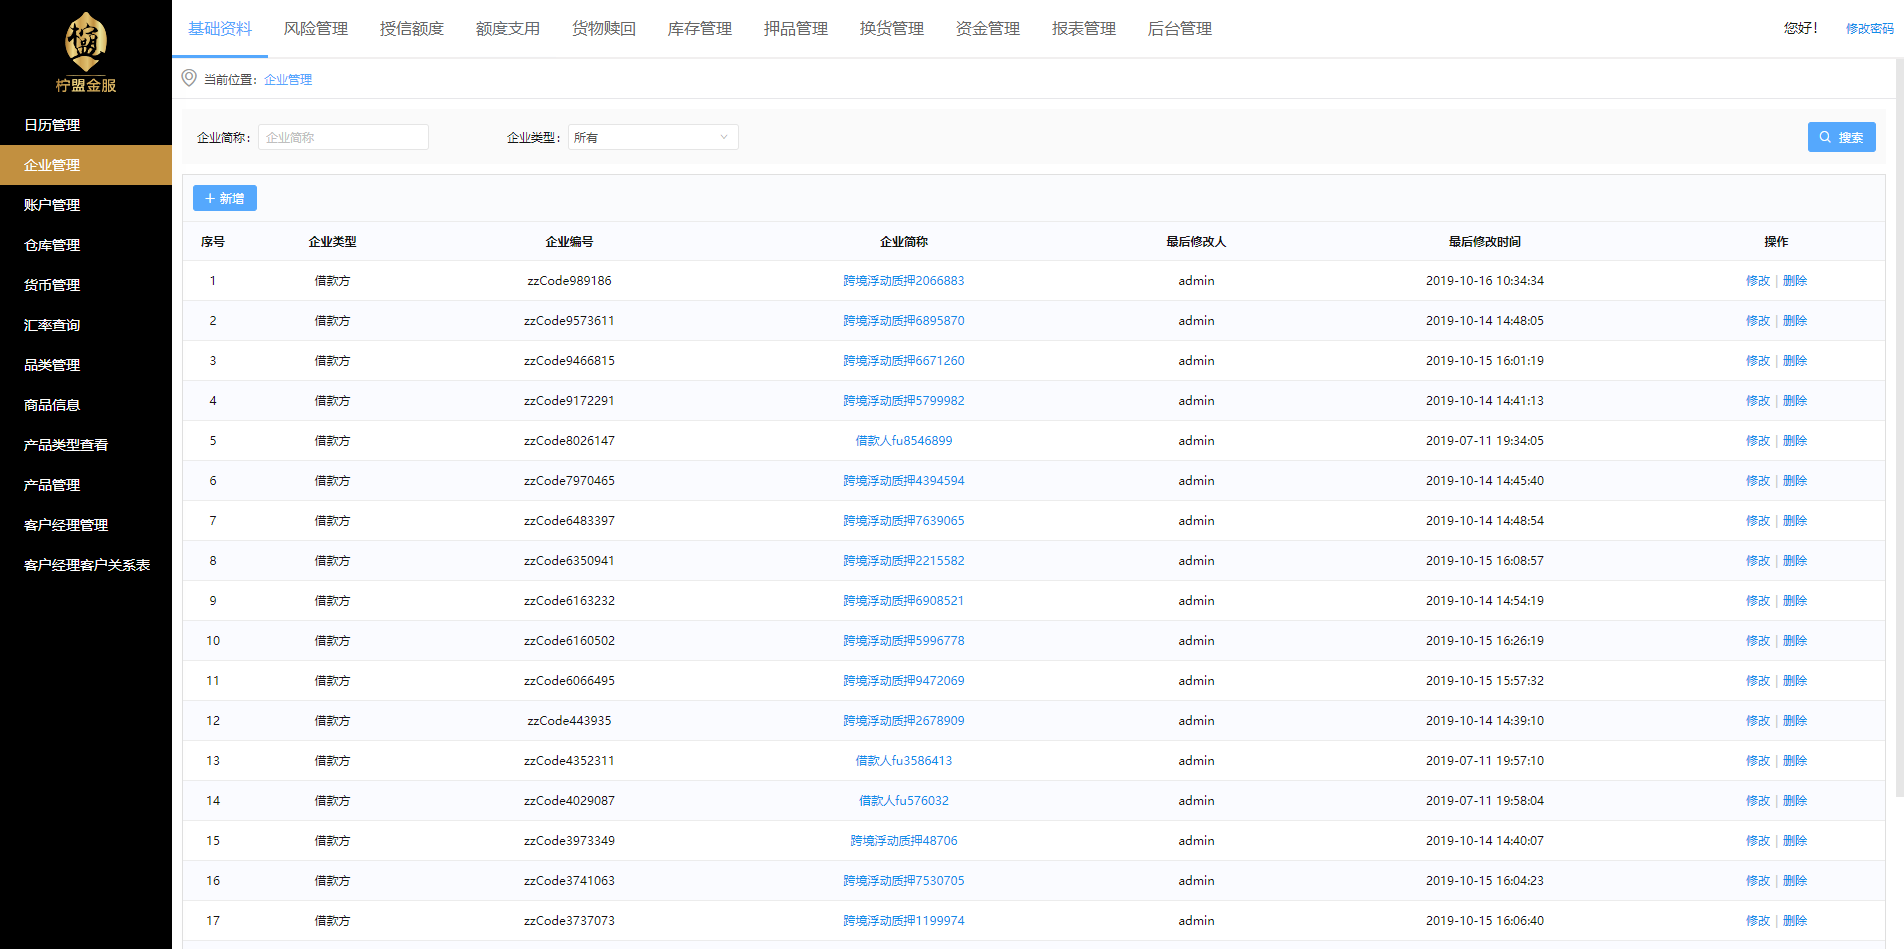 柠盟金服
日历管理
企业管理
账户管理
仓库管理
货币管理
汇率查询
品类管理
商品信息
产品类型查看
产品管理
客户经理管理
客户经理客户关系表
基础资料 风险管理 授信额度 额度支用 货物赎回 库存管理 押品管理 换货管理 资金管理 报表管理 后台管理 您好！ 修改密码
当前位置：企业管理
企业简称： 企业简称 企业类型： 所有 搜索
新增
序号 企业类型 企业编号 企业简称 最后修改人 最后修改时间 操作
1 借款方 zzCode989186 跨境浮动质押2066883 admin 2019-10-16 10:34:34 修改 | 删除
2 借款方 zzCode9573611 跨境浮动质押6895870 admin 2019-10-14 14:48:05 修改 | 删除
3 借款方 zzCode9466815 跨境浮动质押6671260 admin 2019-10-15 16:01:19 修改 | 删除
4 借款方 zzCode9172291 跨境浮动质押5799982 admin 2019-10-14 14:41:13 修改 | 删除
5 借款方 zzCode8026147 借款人fu8546899 admin 2019-07-11 19:34:05 修改 | 删除
6 借款方 zzCode7970465 跨境浮动质押4394594 admin 2019-10-14 14:45:40 修改 | 删除
7 借款方 zzCode6483397 跨境浮动质押7639065 admin 2019-10-14 14:48:54 修改 | 删除
8 借款方 zzCode6350941 跨境浮动质押2215582 admin 2019-10-15 16:08:57 修改 | 删除
9 借款方 zzCode6163232 跨境浮动质押6908521 admin 2019-10-14 14:54:19 修改 | 删除
10 借款方 zzCode6160502 跨境浮动质押5996778 admin 2019-10-15 16:26:19 修改 | 删除
11 借款方 zzCode6066495 跨境浮动质押9472069 admin 2019-10-15 15:57:32 修改 | 删除
12 借款方 zzCode443935 跨境浮动质押2678909 admin 2019-10-14 14:39:10 修改 | 删除
13 借款方 zzCode4352311 借款人fu3586413 admin 2019-07-11 19:57:10 修改 | 删除
14 借款方 zzCode4029087 借款人fu576032 admin 2019-07-11 19:58:04 修改 | 删除
15 借款方 zzCode3973349 跨境浮动质押48706 admin 2019-10-14 14:40:07 修改 | 删除
16 借款方 zzCode3741063 跨境浮动质押7530705 admin 2019-10-15 16:04:23 修改 | 删除
17 借款方 zzCode3737073 跨境浮动质押1199974 admin 2019-10-15 16:06:40 修改 | 删除